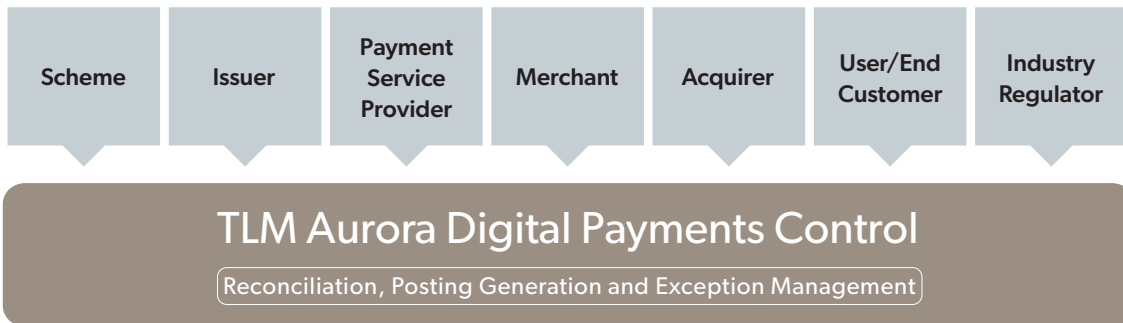 Scheme
Issuer
Payment
Service
Provider
Merchant
Acquirer
User/End
Customer
Industry
Regulator
TLM Aurora Digital Payments Control
Reconciliation, Posting Generation and Exception Management